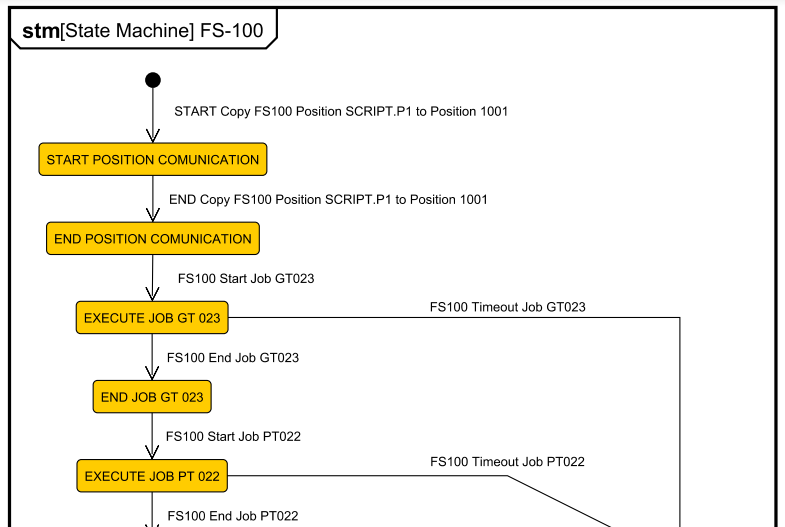 stm[State Machine] FS-100
START Copy FS100 Position SCRIPT.P1 to Position 1001
START POSITION COMUNICATION
END Copy FS100 Position SCRIPT.P1 to Position 1001
END POSITION COMUNICATION
FS100 Start Job GT023
EXECUTE JOB GT 023
FS100 Timeout Job GT023
FS100 End Job GT023
END JOB GT 023
FS100 Start Job PT022
EXECUTE JOB PT 022
FS100 Timeout Job PT022
FS100 End Job PT022